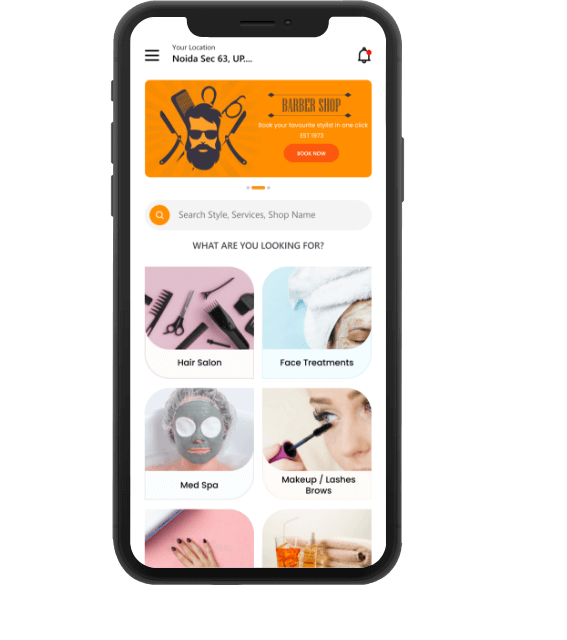 Your Location
Noida Sec 63, UP....
BARBER SHOP
Book your favourite stylist in one click
EST 1973
BOOK NOW
Search Style, Services, Shop Name
WHAT ARE YOU LOOKING FOR?
Hair Salon
Face Treatments
Med Spa
Makeup / Lashes
Brows